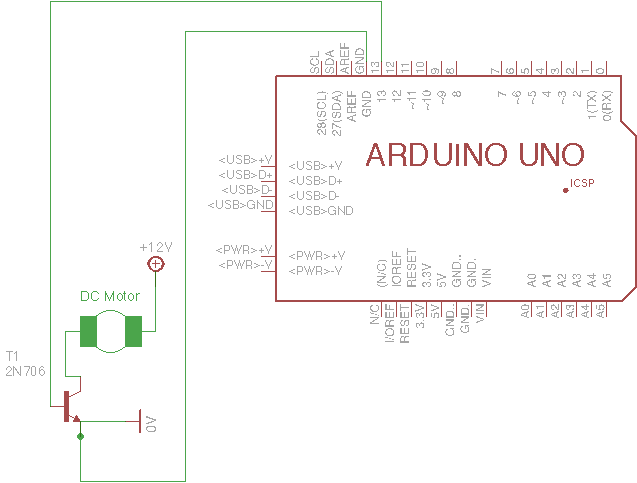 SCL
SDA
AREF
GND
13
12
11
10
9
8
7
6
5
4
3
2
1
0
28(SCL)
27(SDA)
AREF
GND
13
12
~11
~10
~9
8
7
~6
~5
4
~3
2
1(TX)
0(RX)
ARDUINO UNO
ICSP
<USB>+V
<USB>D+
<USB>D-
<USB>GND
<USB>+V
<USB>D+
<USB>D-
<USB>GND
<PWR>+V
<PWR>-V
<PWR>+V
<PWR>-V
(N/C)
IOREF
RESET
3.3V
5V
GND..
GND.
VIN
A0
A1
A2
A3
A4
A5
N/C
I/OREF
RESET
3.3V
5V
GND..
GND.
VIN
A0
A1
A2
A3
A4
A5
+12V
DC Motor
T1
2N706
0V